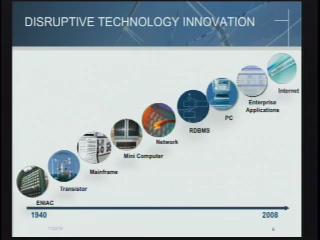 DISRUPTIVE TECHNOLOGY INNOVATION
Internet
Enterprise
Applications
PC
RDBMS
Network
Mini Computer
Mainframe
Transistor
ENIAC
1940
2008